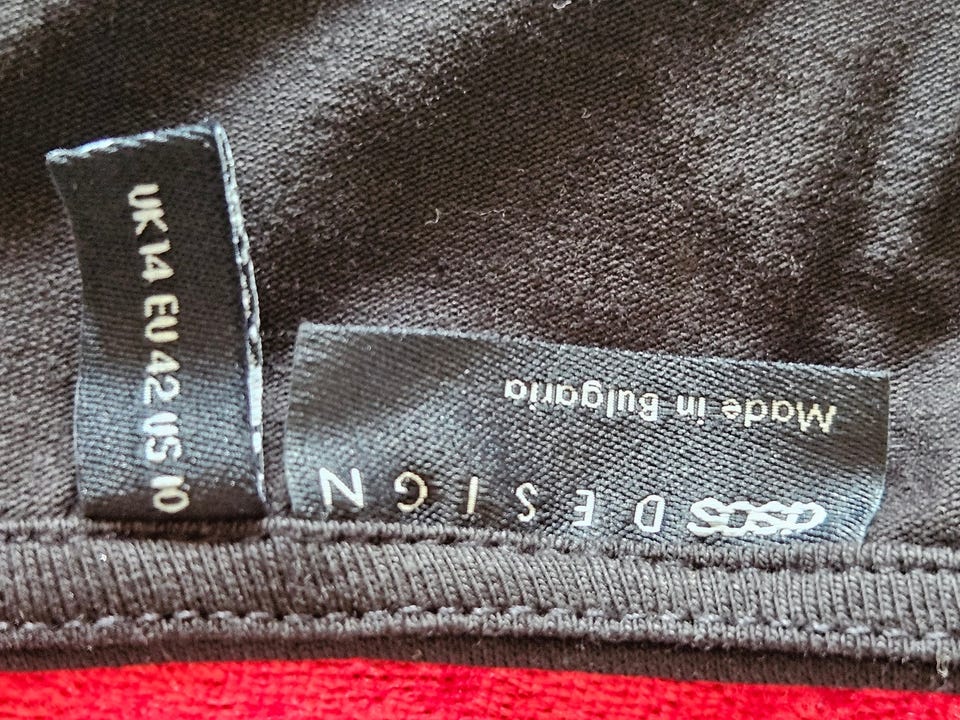 UK 14 EU 42 US 10
asos DESIGN
Made in Bulgaria